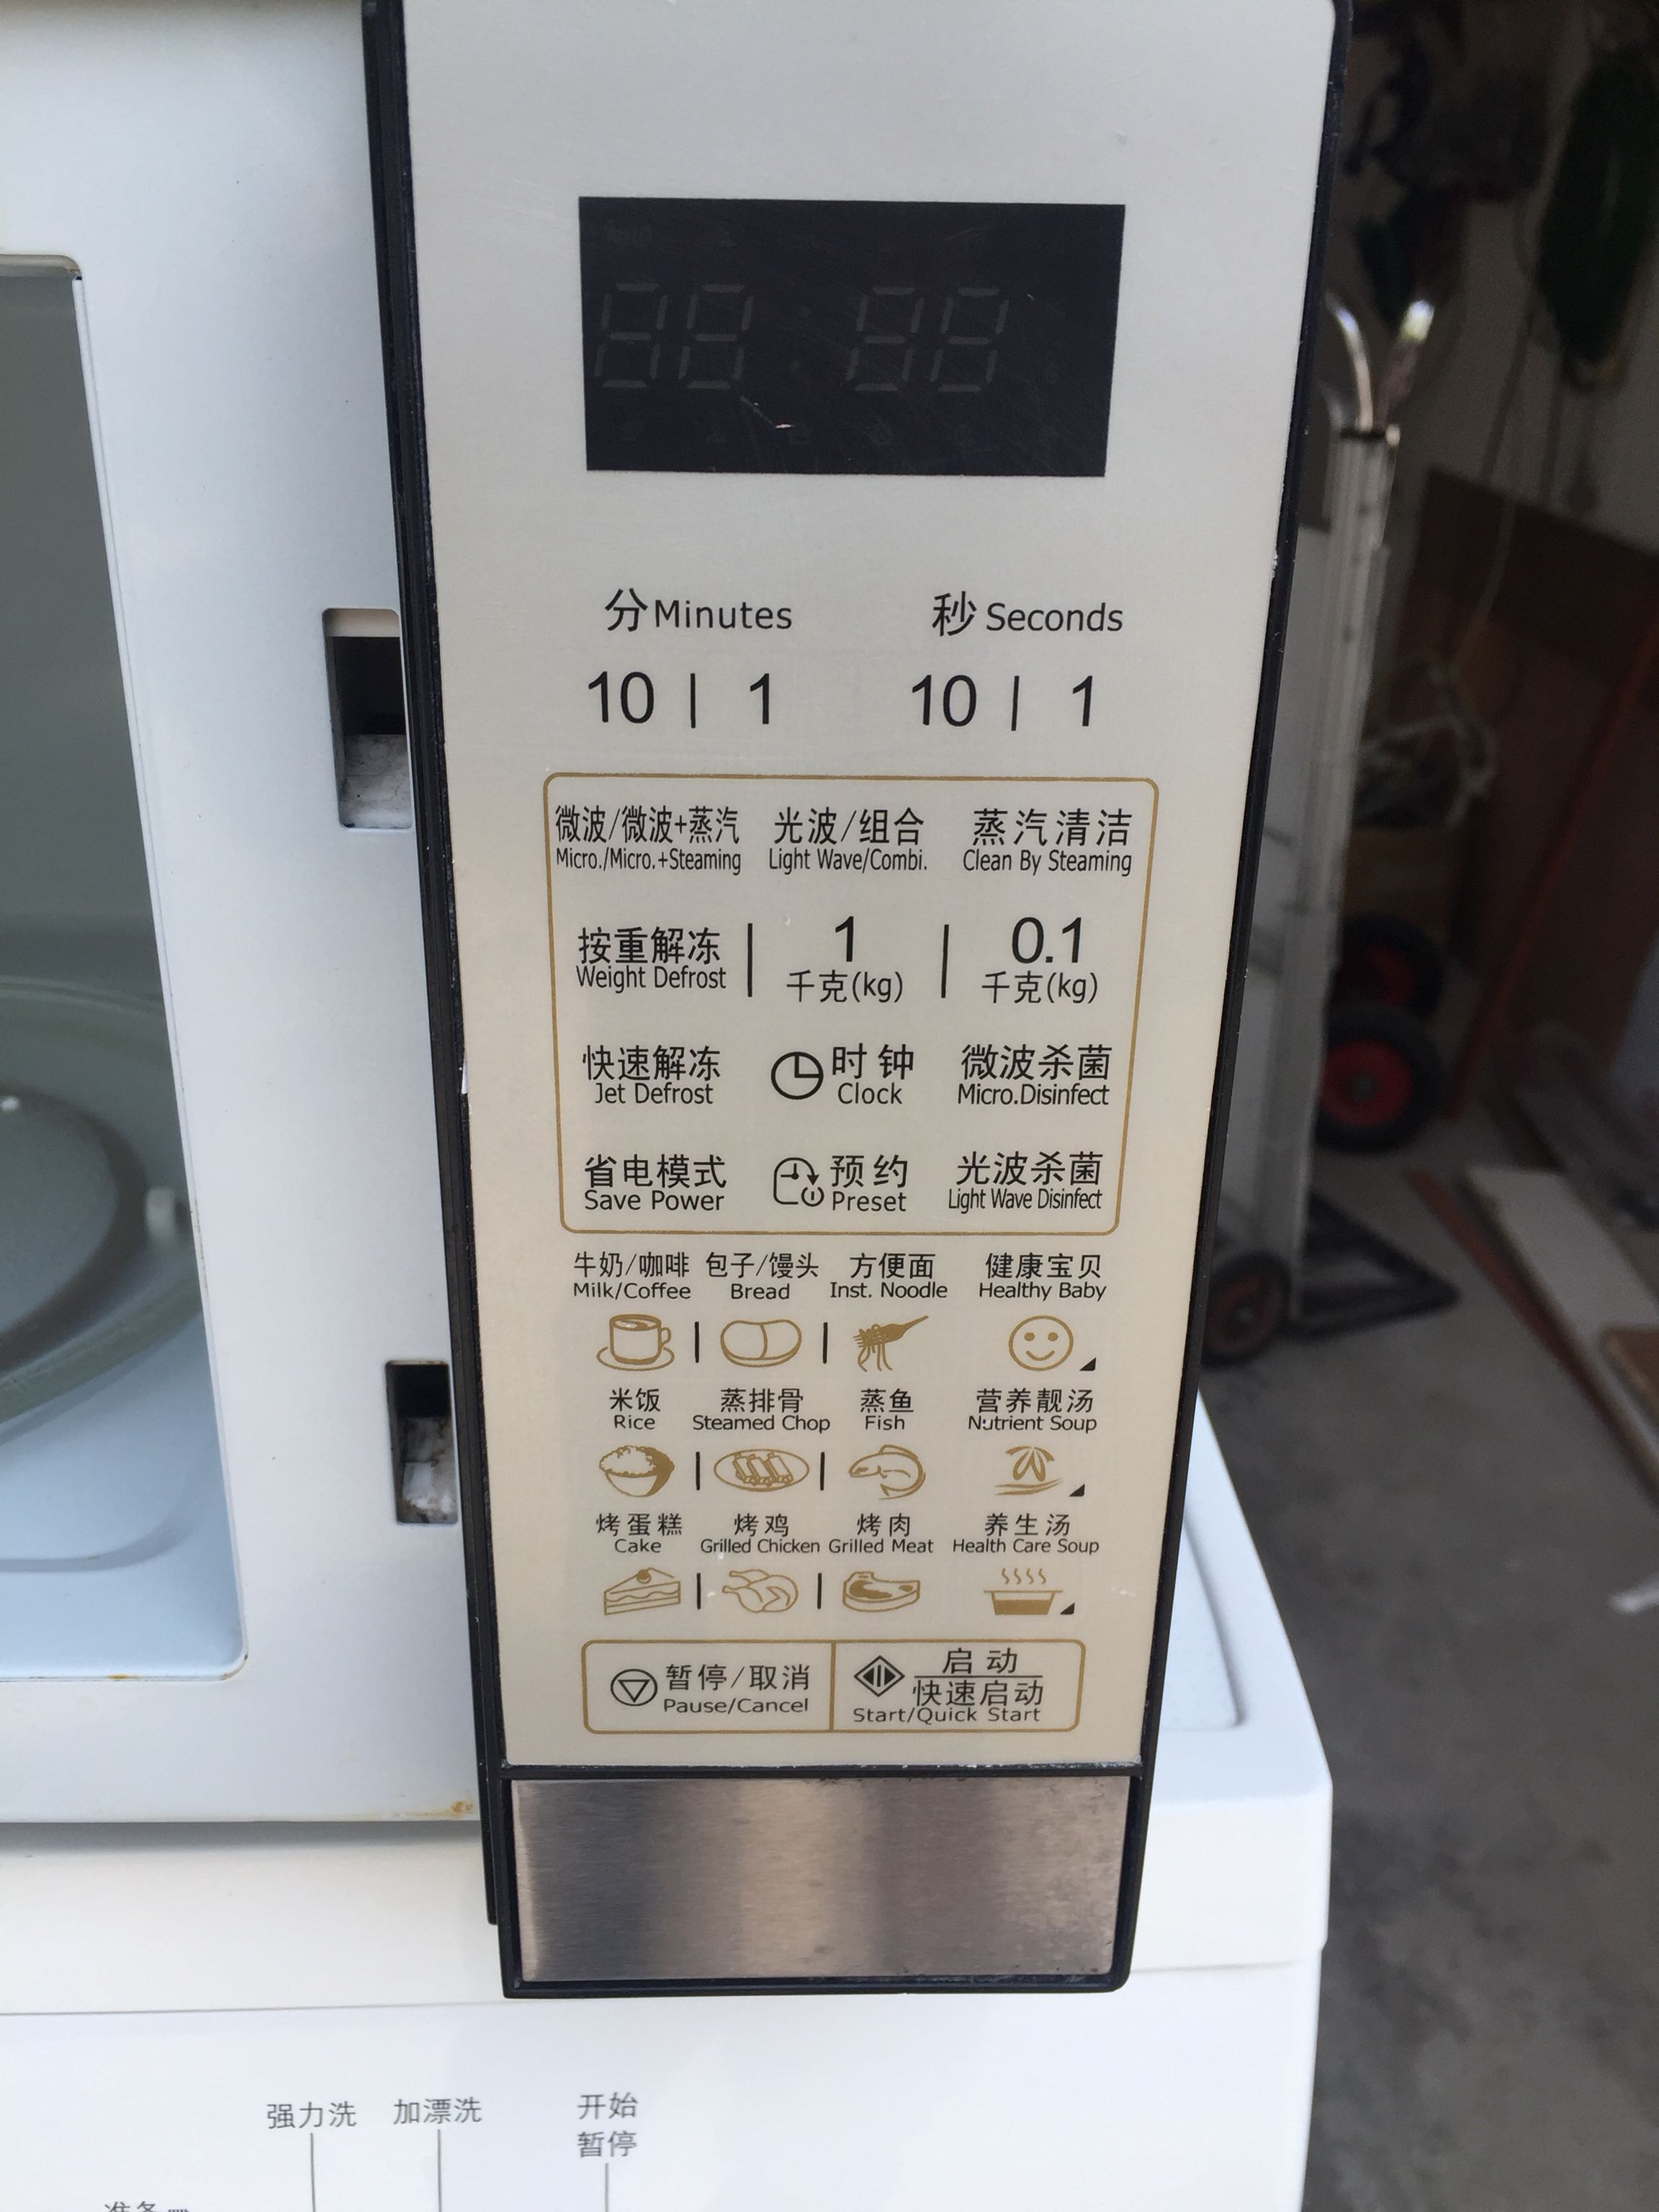 分Minutes 秒Seconds
10 | 1 10 | 1
微波/微波+蒸汽 光波/组合 蒸汽清洁
Micro./Micro.+Steaming Light Wave/Combi. Clean By Steaming
按重解冻 | 1 | 0.1
Weight Defrost 千克(kg) 千克(kg)
快速解冻 时钟 微波杀菌
Jet Defrost Clock Micro.Disinfect
省电模式 预约 光波杀菌
Save Power Preset Light Wave Disinfect
牛奶/咖啡 包子/馒头 方便面 健康宝贝
Milk/Coffee Bread Inst. Noodle Healthy Baby
米饭 蒸排骨 蒸鱼 营养靓汤
Rice Steamed Chop Fish Nutrient Soup
烤蛋糕 烤鸡 烤肉 养生汤
Cake Grilled Chicken Grilled Meat Health Care Soup
暂停/取消 启动
Pause/Cancel 快速启动
Start/Quick Start
强力洗 加漂洗 开始
暂停